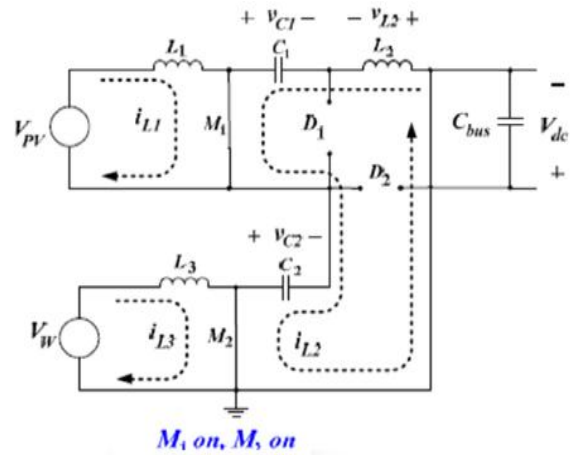 + vC1 −
− vL2 +
L1
C1
L2
VPV
iL1
M1
D1
Cbus
−
Vdc
+
D2
+ vC2 −
L3
C2
VW
iL3
M2
iL2
M1 on, M2 on